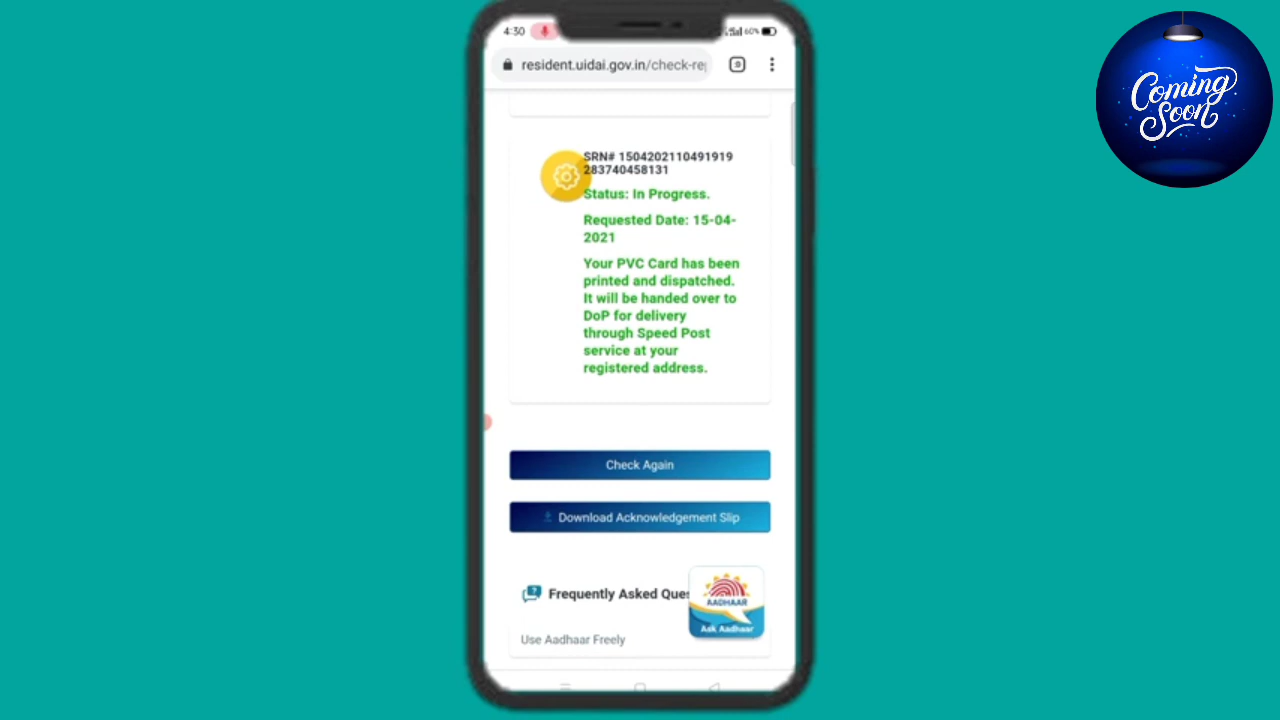 4:30
60%
resident.uidai.gov.in/check-re
Coming
Soon
SRN# 1504202110491919
283740458131
Status: In Progress.
Requested Date: 15-04-
2021
Your PVC Card has been
printed and dispatched.
It will be handed over to
DoP for delivery
through Speed Post
service at your
registered address.
Check Again
Download Acknowledgement Slip
Frequently Asked Ques
AADHAAR
Ask Aadhaar
Use Aadhaar Freely